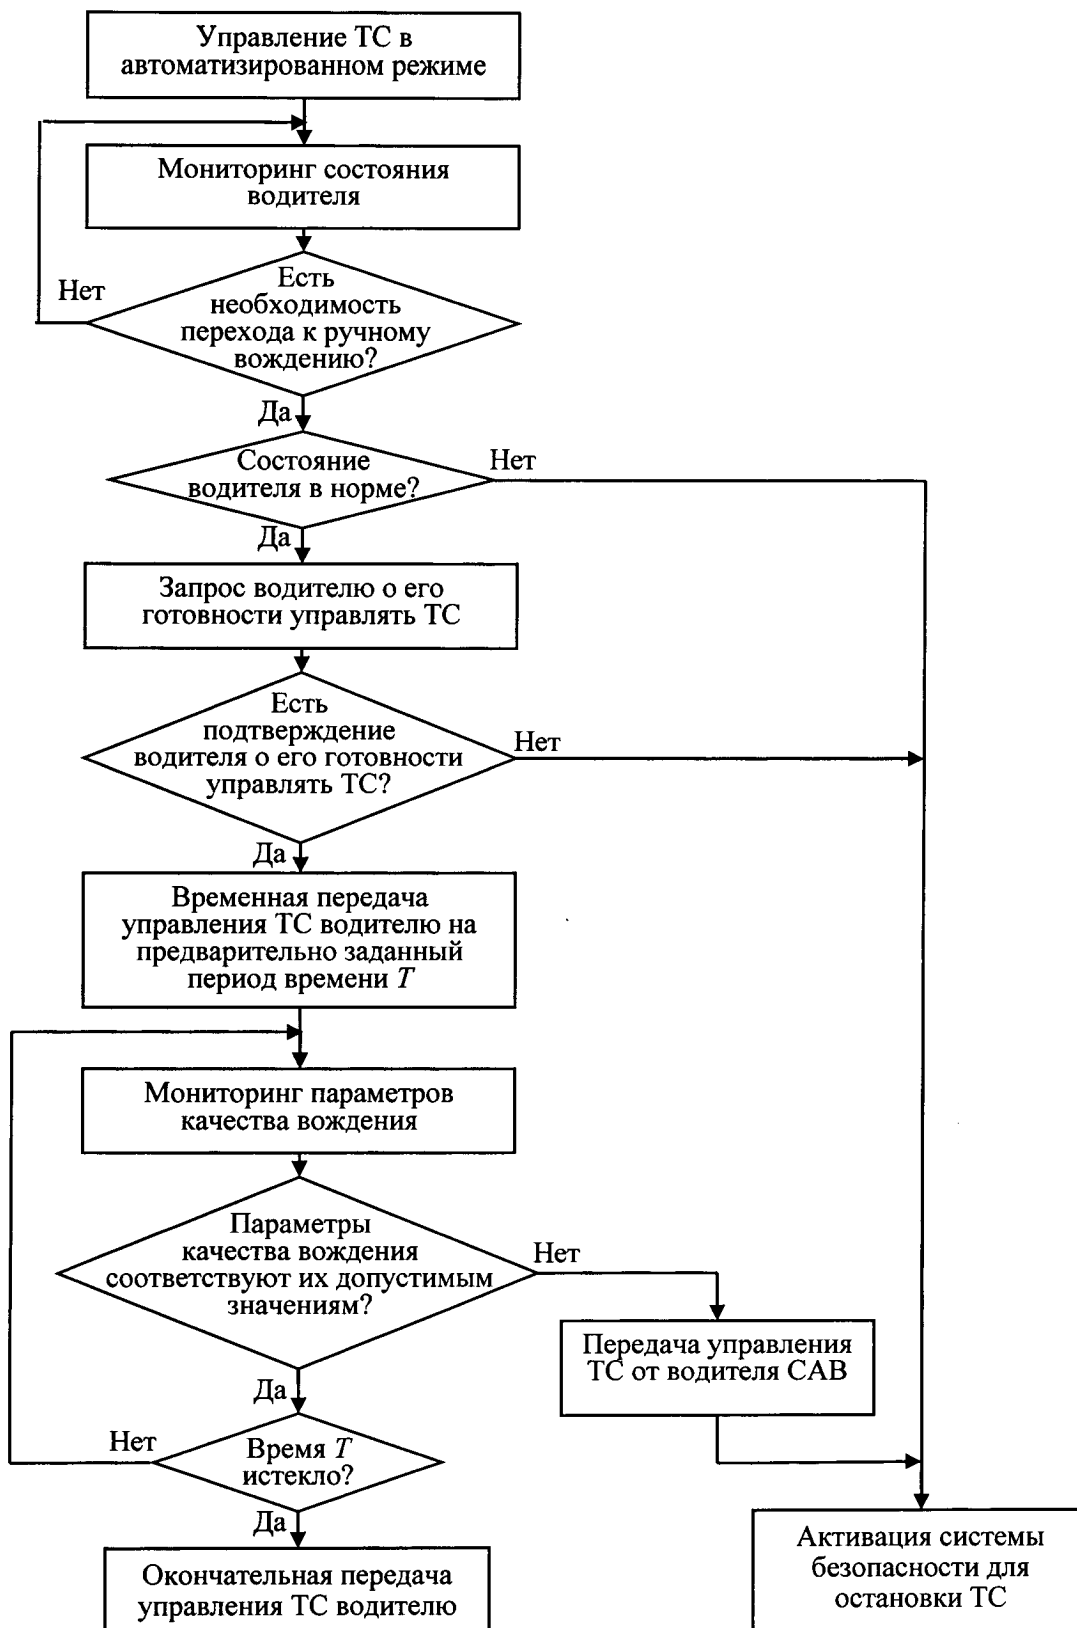 Управление ТС в
автоматизированном режиме
Мониторинг состояния
водителя
Есть
необходимость
перехода к ручному
вождению?
Нет
Да
Состояние
водителя в норме?
Нет
Да
Запрос водителю о его
готовности управлять ТС
Есть
подтверждение
водителя о его готовности
управлять ТС?
Нет
Да
Временная передача
управления ТС водителю на
предварительно заданный
период времени T
Мониторинг параметров
качества вождения
Параметры
качества вождения
соответствуют их допустимым
значениям?
Нет
Передача управления
ТС от водителя САВ
Да
Нет
Время T
истекло?
Да
Окончательная передача
управления ТС водителю
Активация системы
безопасности для
остановки ТС